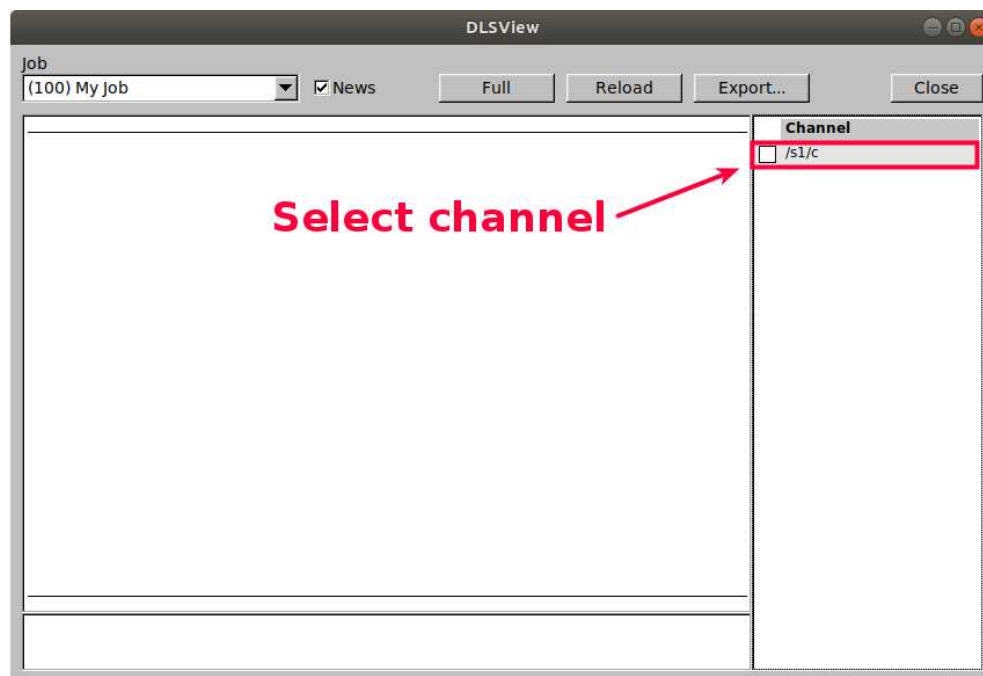 DLSView
Job
(100) My Job
News
Full
Reload
Export...
Close
Channel
/s1/c
Select channel